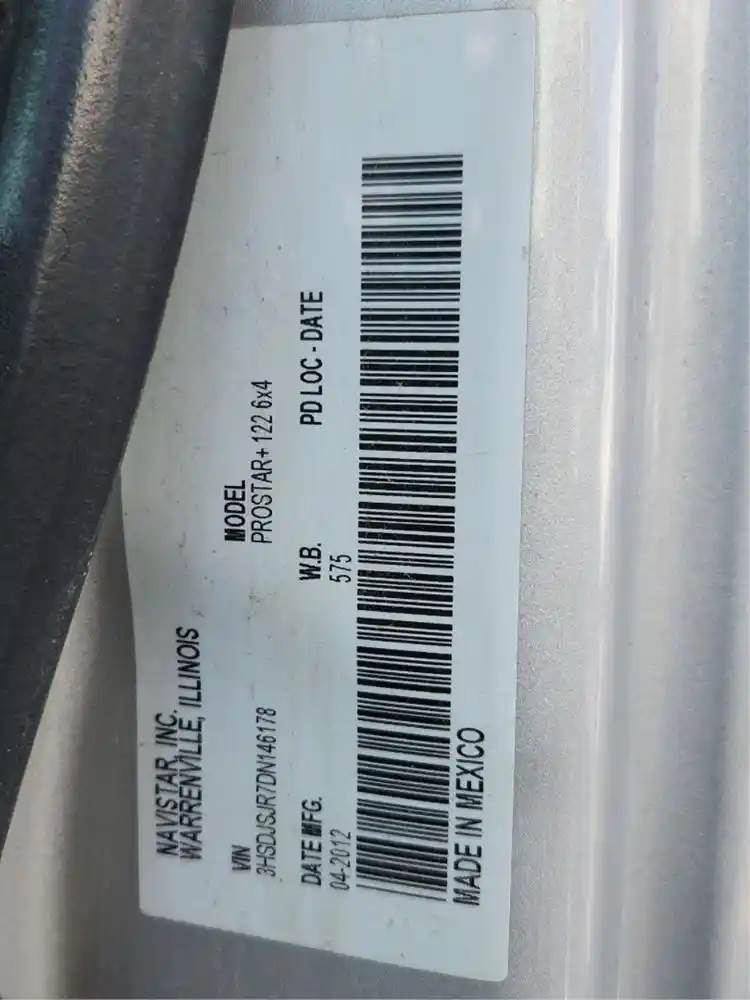 NAVISTAR, INC.
WARRENVILLE, ILLINOIS
VIN
3HSDJSJR7DN146178
MODEL
PROSTAR+ 122 6x4
DATE MFG.
04-2012
W.B.
575
PD LOC - DATE
MADE IN MEXICO